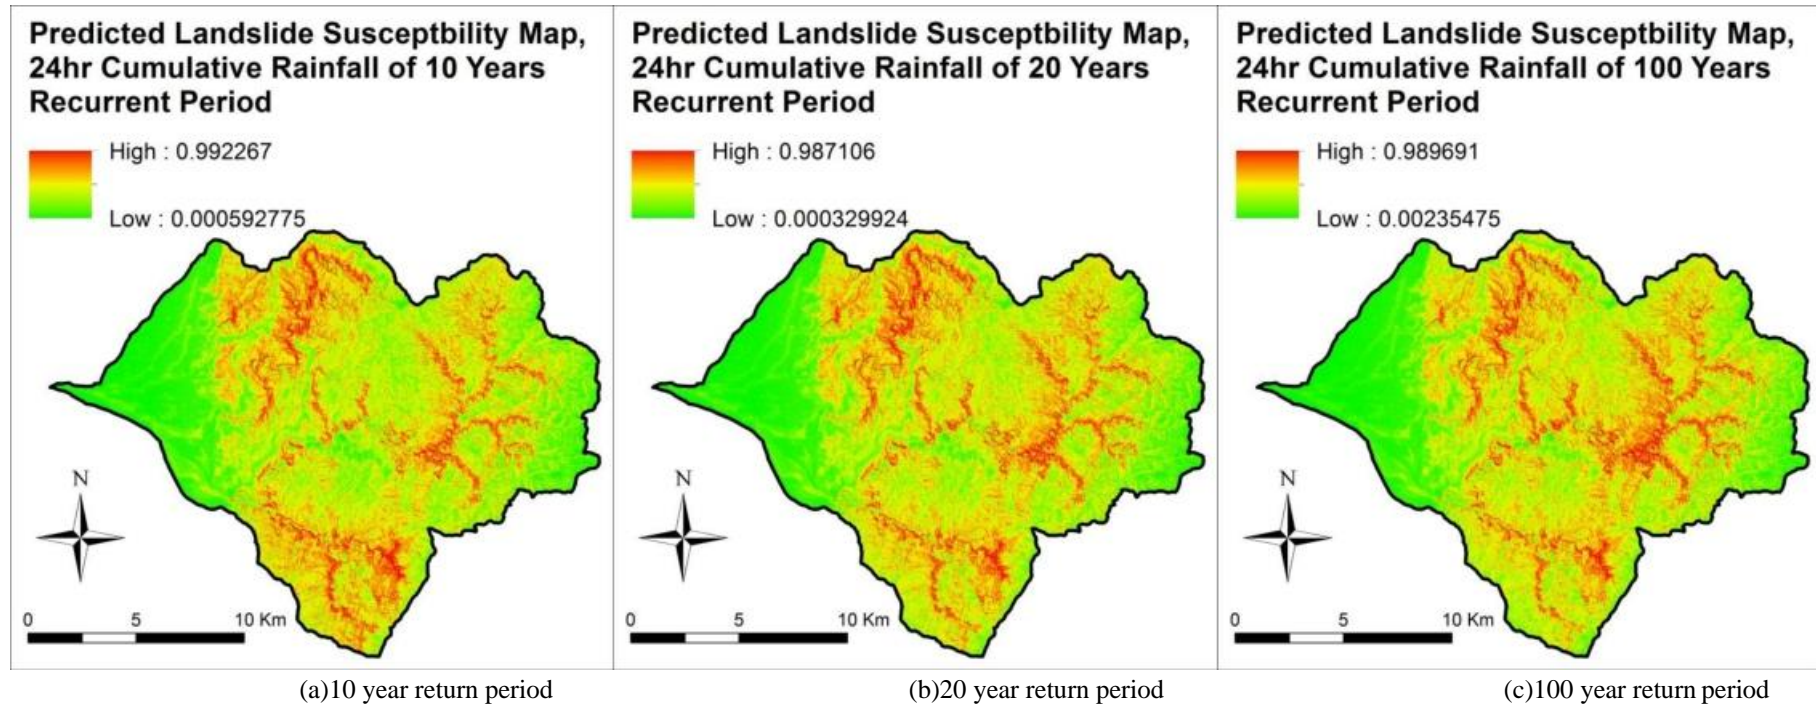 Predicted Landslide Susceptbility Map,
24hr Cumulative Rainfall of 10 Years
Recurrent Period
High : 0.992267
Low : 0.000592775
N
0 5 10 Km
Predicted Landslide Susceptbility Map,
24hr Cumulative Rainfall of 20 Years
Recurrent Period
High : 0.987106
Low : 0.000329924
N
0 5 10 Km
Predicted Landslide Susceptbility Map,
24hr Cumulative Rainfall of 100 Years
Recurrent Period
High : 0.989691
Low : 0.00235475
N
0 5 10 Km
(a)10 year return period
(b)20 year return period
(c)100 year return period